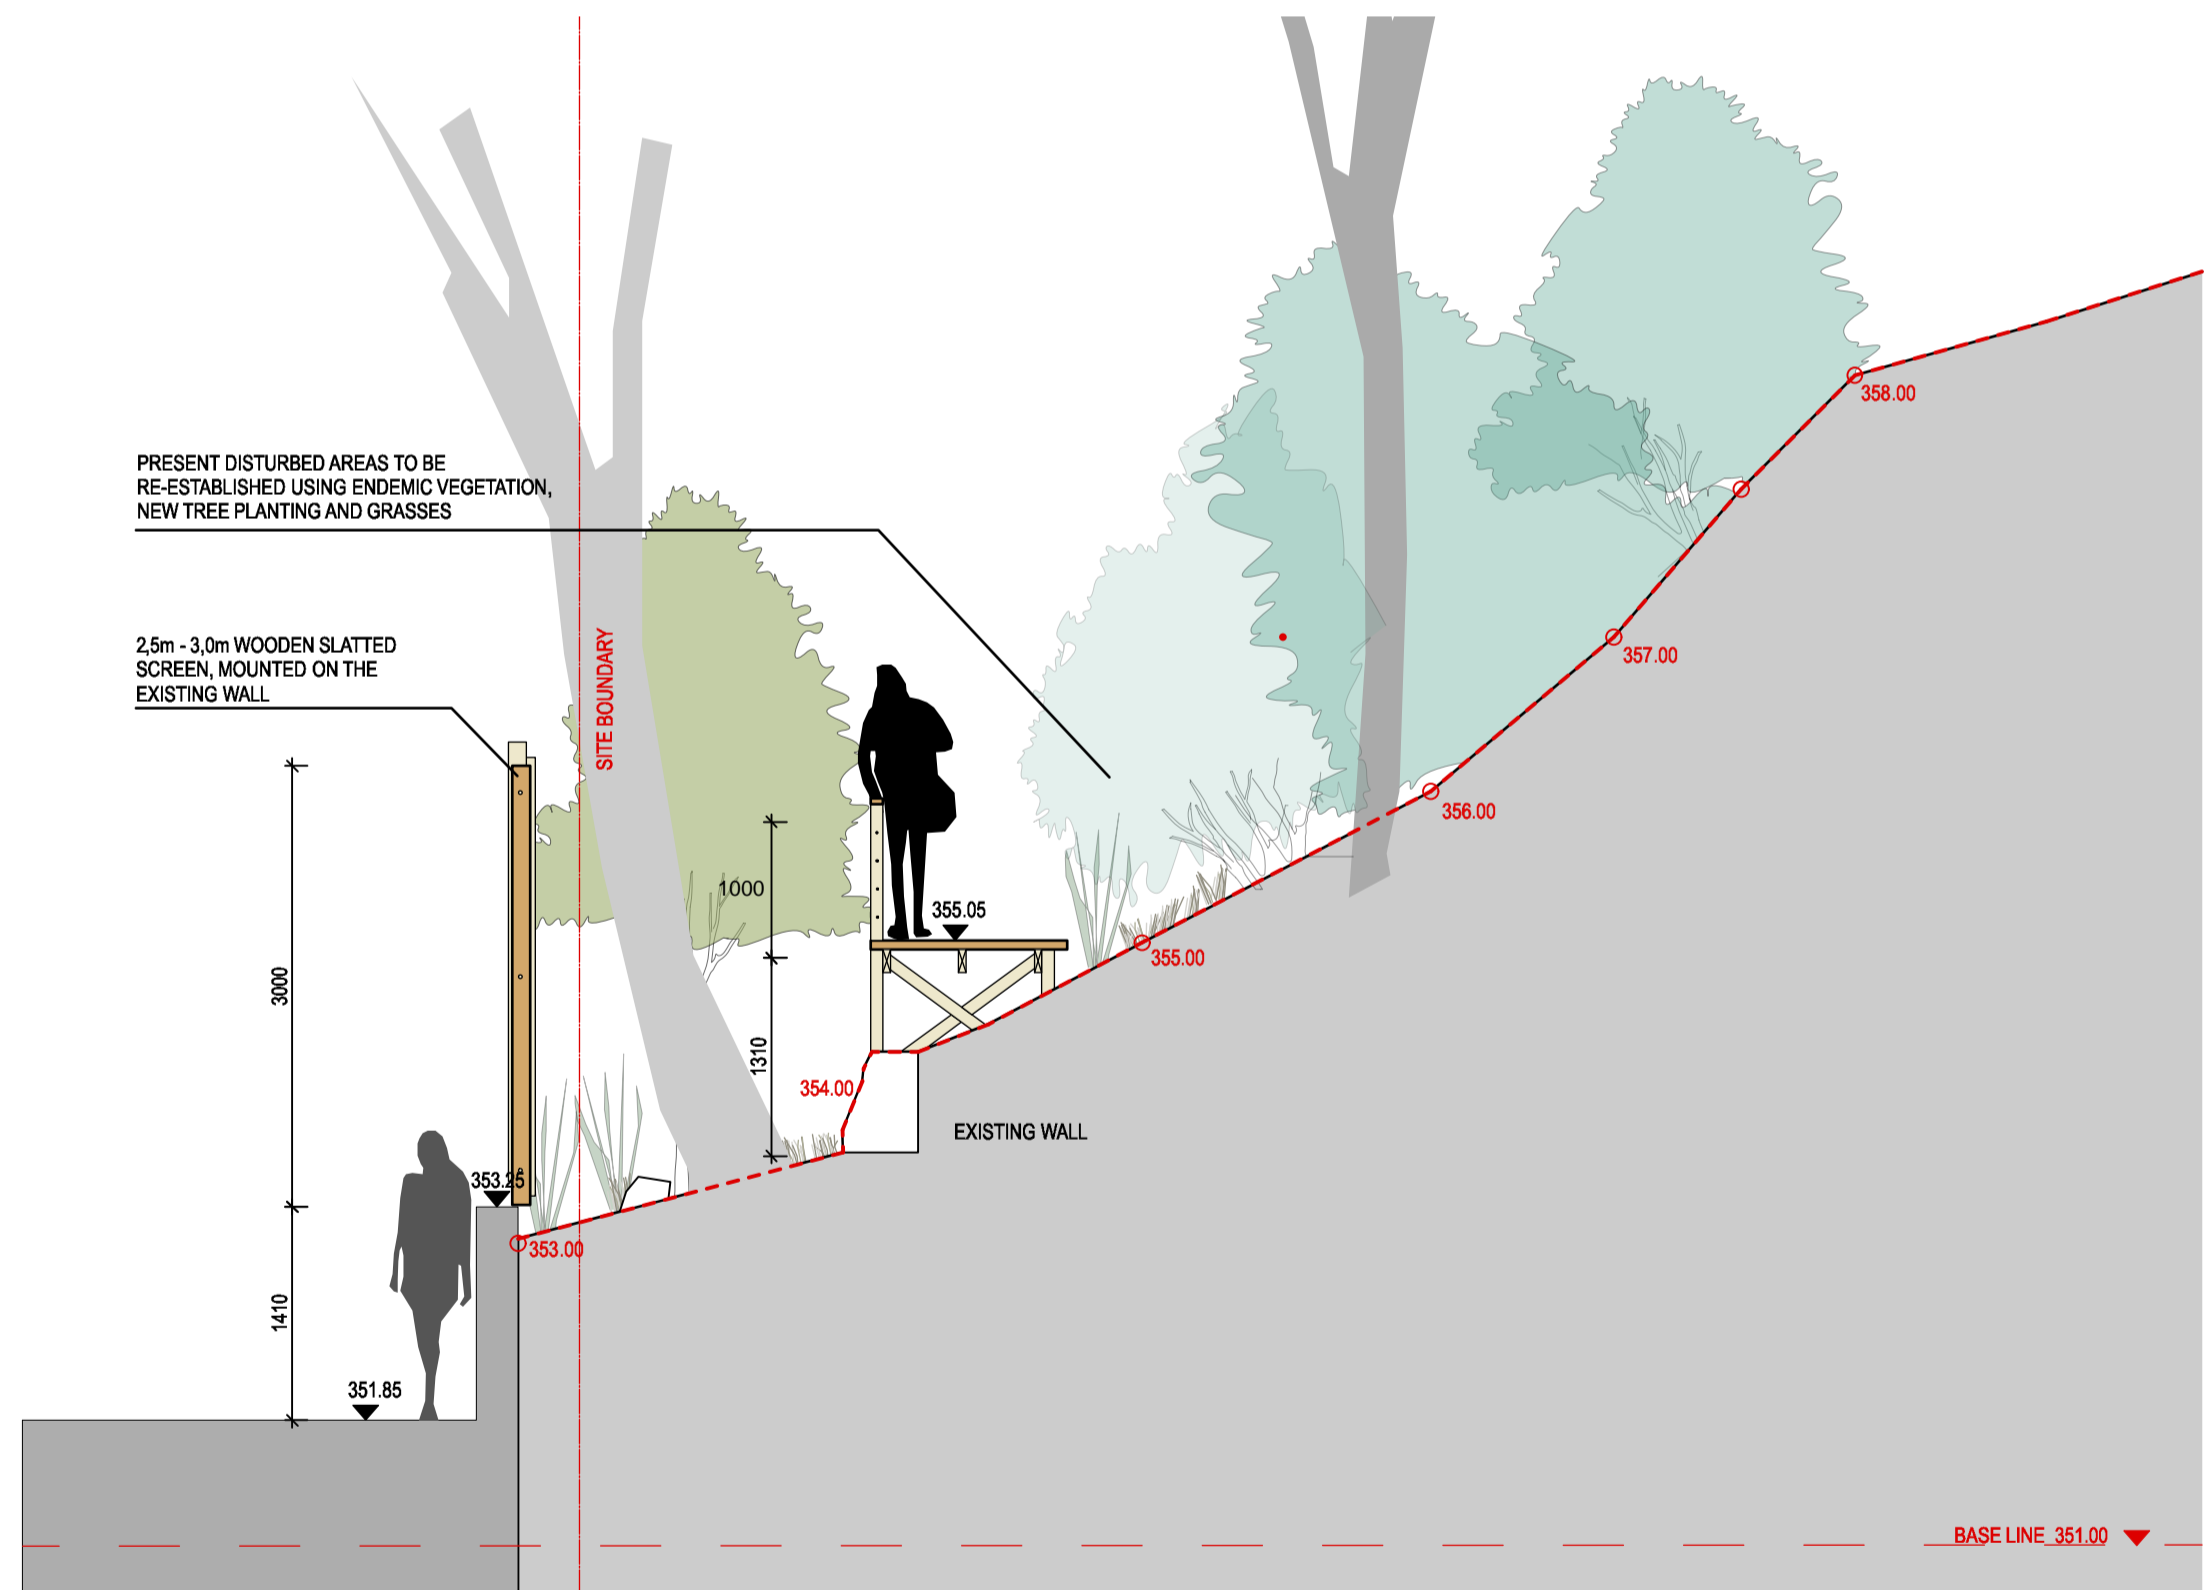 PRESENT DISTURBED AREAS TO BE
RE-ESTABLISHED USING ENDEMIC VEGETATION,
NEW TREE PLANTING AND GRASSES
2,5m - 3,0m WOODEN SLATTED
SCREEN, MOUNTED ON THE
EXISTING WALL
SITE BOUNDARY
358.00
357.00
356.00
1000
355.05
355.00
3000
1310
354.00
EXISTING WALL
353.25
353.00
1410
351.85
BASE LINE 351.00